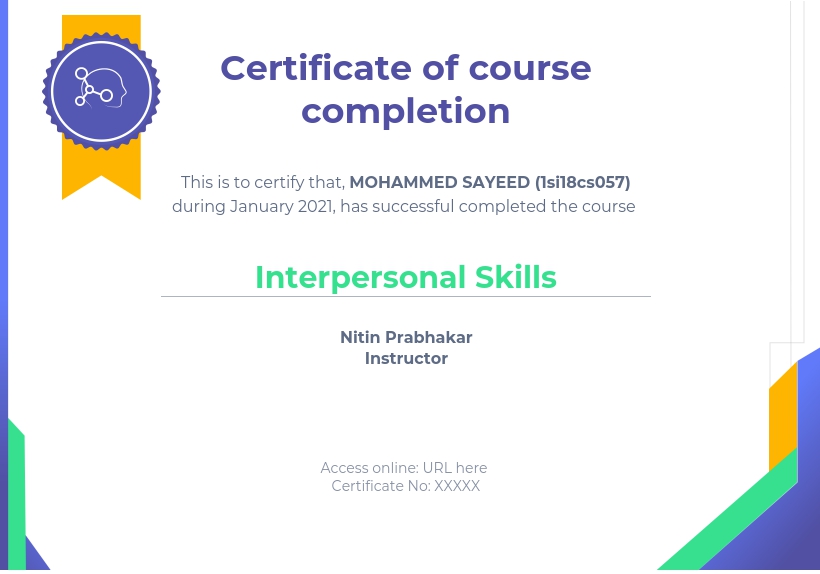 Certificate of course
completion
This is to certify that, MOHAMMED SAYEED (1si18cs057)
during January 2021, has successful completed the course
Interpersonal Skills
Nitin Prabhakar
Instructor
Access online: URL here
Certificate No: XXXXX